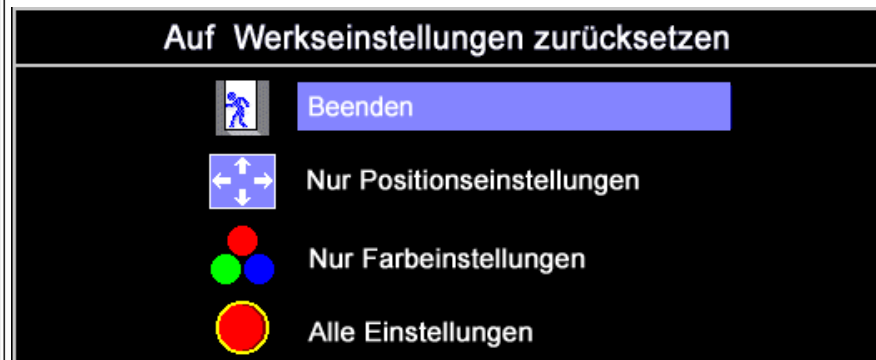 Auf Werkseinstellungen zurücksetzen
Beenden
Nur Positionseinstellungen
Nur Farbeinstellungen
Alle Einstellungen